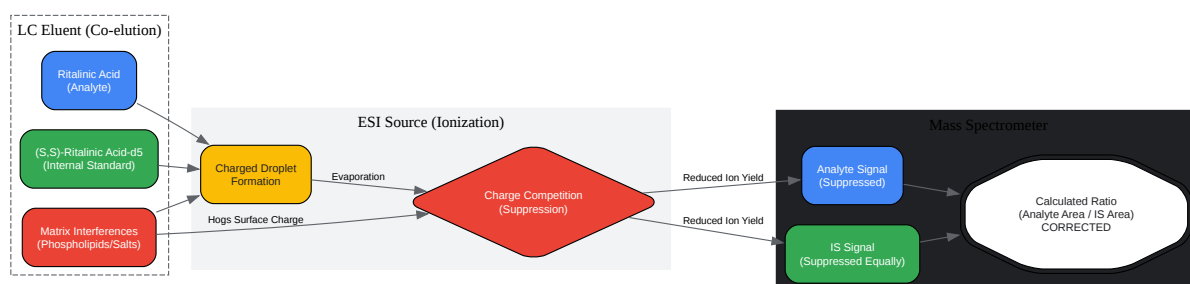 LC Eluent (Co-elution)
Ritalinic Acid
(Analyte)
(S,S)-Ritalinic Acid-d5
(Internal Standard)
Matrix Interferences
(Phospholipids/Salts)
ESI Source (Ionization)
Charged Droplet
Formation
Evaporation
Hogs Surface Charge
Charge Competition
(Suppression)
Reduced Ion Yield
Reduced Ion Yield
Mass Spectrometer
Analyte Signal
(Suppressed)
IS Signal
(Suppressed Equally)
Calculated Ratio
(Analyte Area / IS Area)
CORRECTED